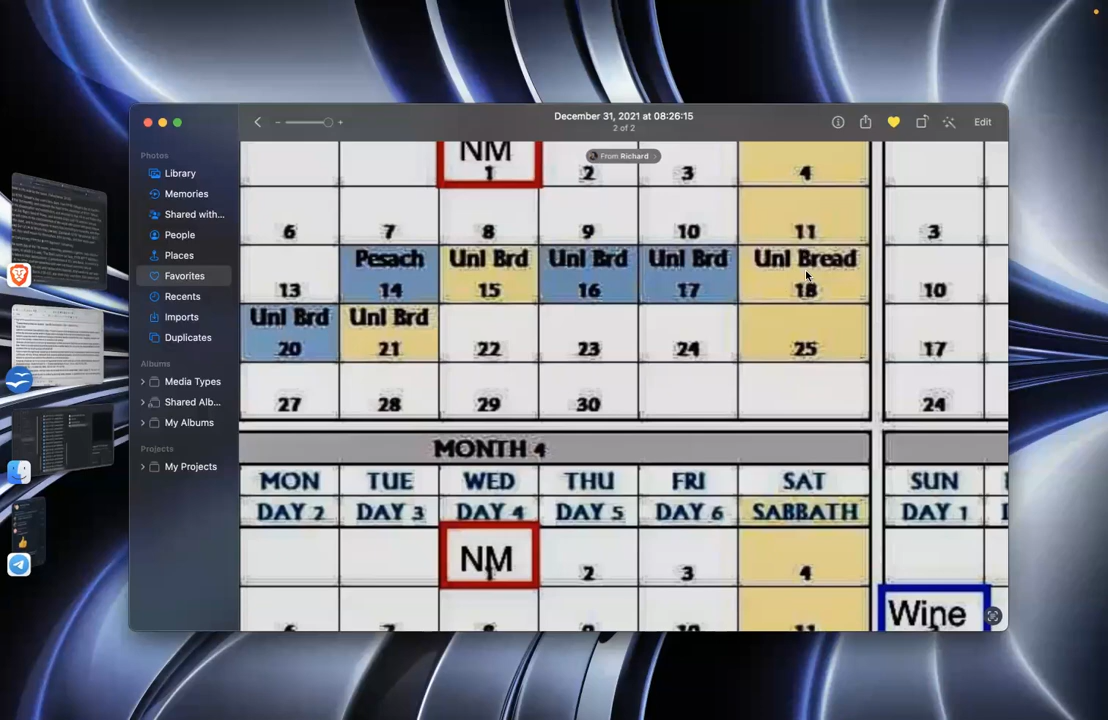 December 31, 2021 at 08:26:15
2 of 2
Edit
From Richard
Photos
Library
Memories
Shared with...
People
Places
Favorites
Recents
Imports
Duplicates
Albums
Media Types
Shared Alb...
My Albums
Projects
My Projects
NM
1 2 3 4
6 7 8 9 10 11 3
Pesach Unl Brd Unl Brd Unl Brd Unl Bread
13 14 15 16 17 18 10
Unl Brd Unl Brd
20 21 22 23 24 25 17
27 28 29 30 24
MONTH 4
MON TUE WED THU FRI SAT SUN
DAY 2 DAY 3 DAY 4 DAY 5 DAY 6 SABBATH DAY 1
NM
1 2 3 4
Wine